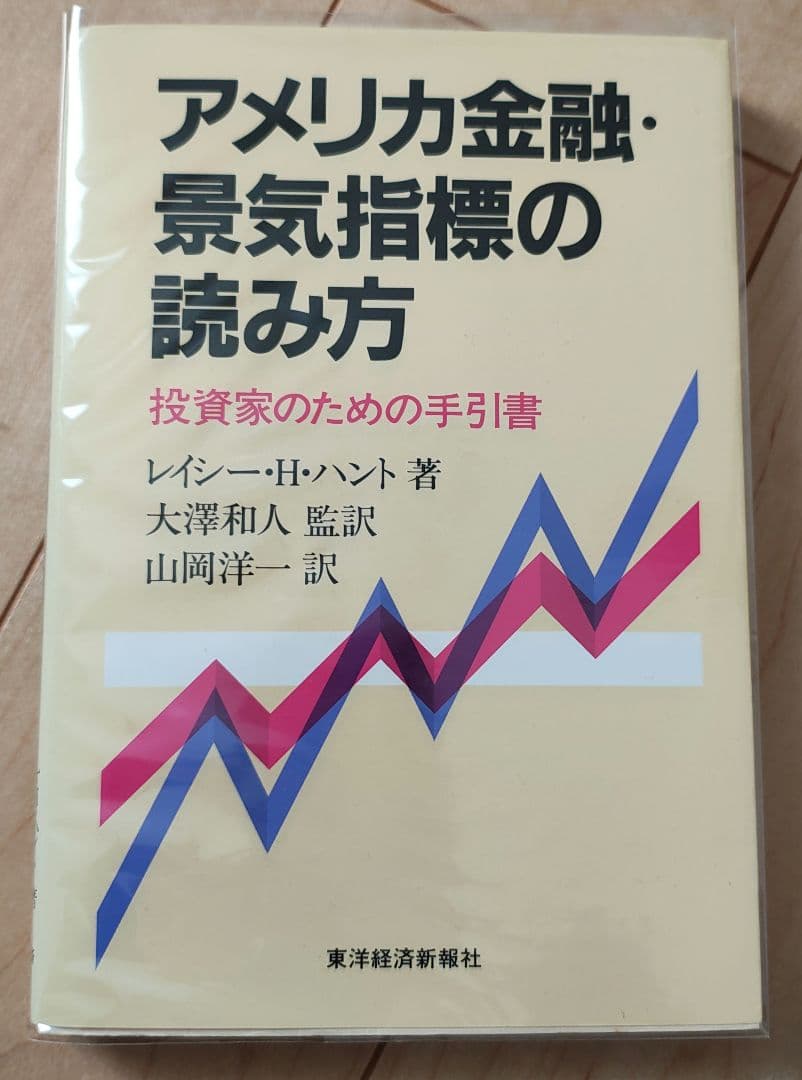 アメリカ金融・
景気指標の
読み方
投資家のための手引書
レイシー・H・ハント 著
大澤和人 監訳
山岡洋一 訳
東洋経済新報社